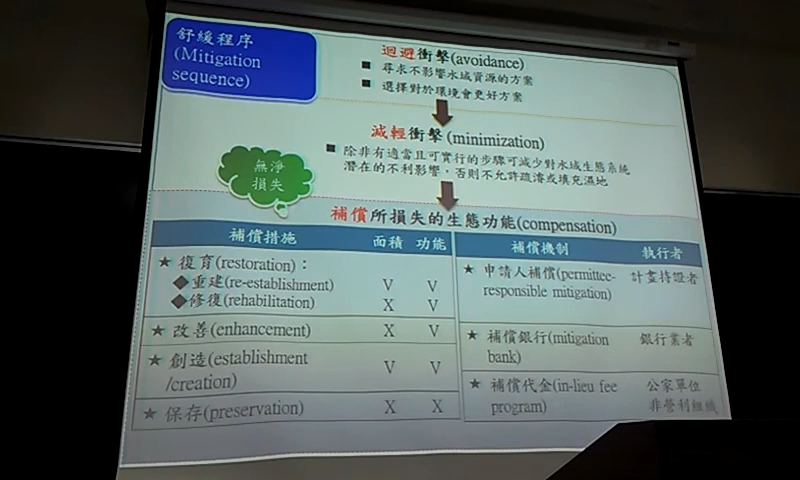 舒緩程序
(Mitigation
sequence)
迴避衝擊(avoidance)
■ 尋求不影響水域資源的方案
■ 選擇對於環境會更好方案
減輕衝擊(minimization)
■ 除非有適當且可實行的步驟可減少對水域生態系統
潛在的不利影響，否則不允許疏濬或填充濕地
無淨
損失
補償所損失的生態功能(compensation)
補償措施 面積 功能
★ 復育(restoration)：
◆重建(re-establishment) V V
◆修復(rehabilitation) X V
★ 改善(enhancement) X V
★ 創造(establishment
/creation) V V
★ 保存(preservation) X X
補償機制 執行者
★ 申請人補償(permittee- 計畫持證者
responsible mitigation)
★ 補償銀行(mitigation 銀行業者
bank)
★ 補償代金(in-lieu fee 公家單位
program) 非營利組織